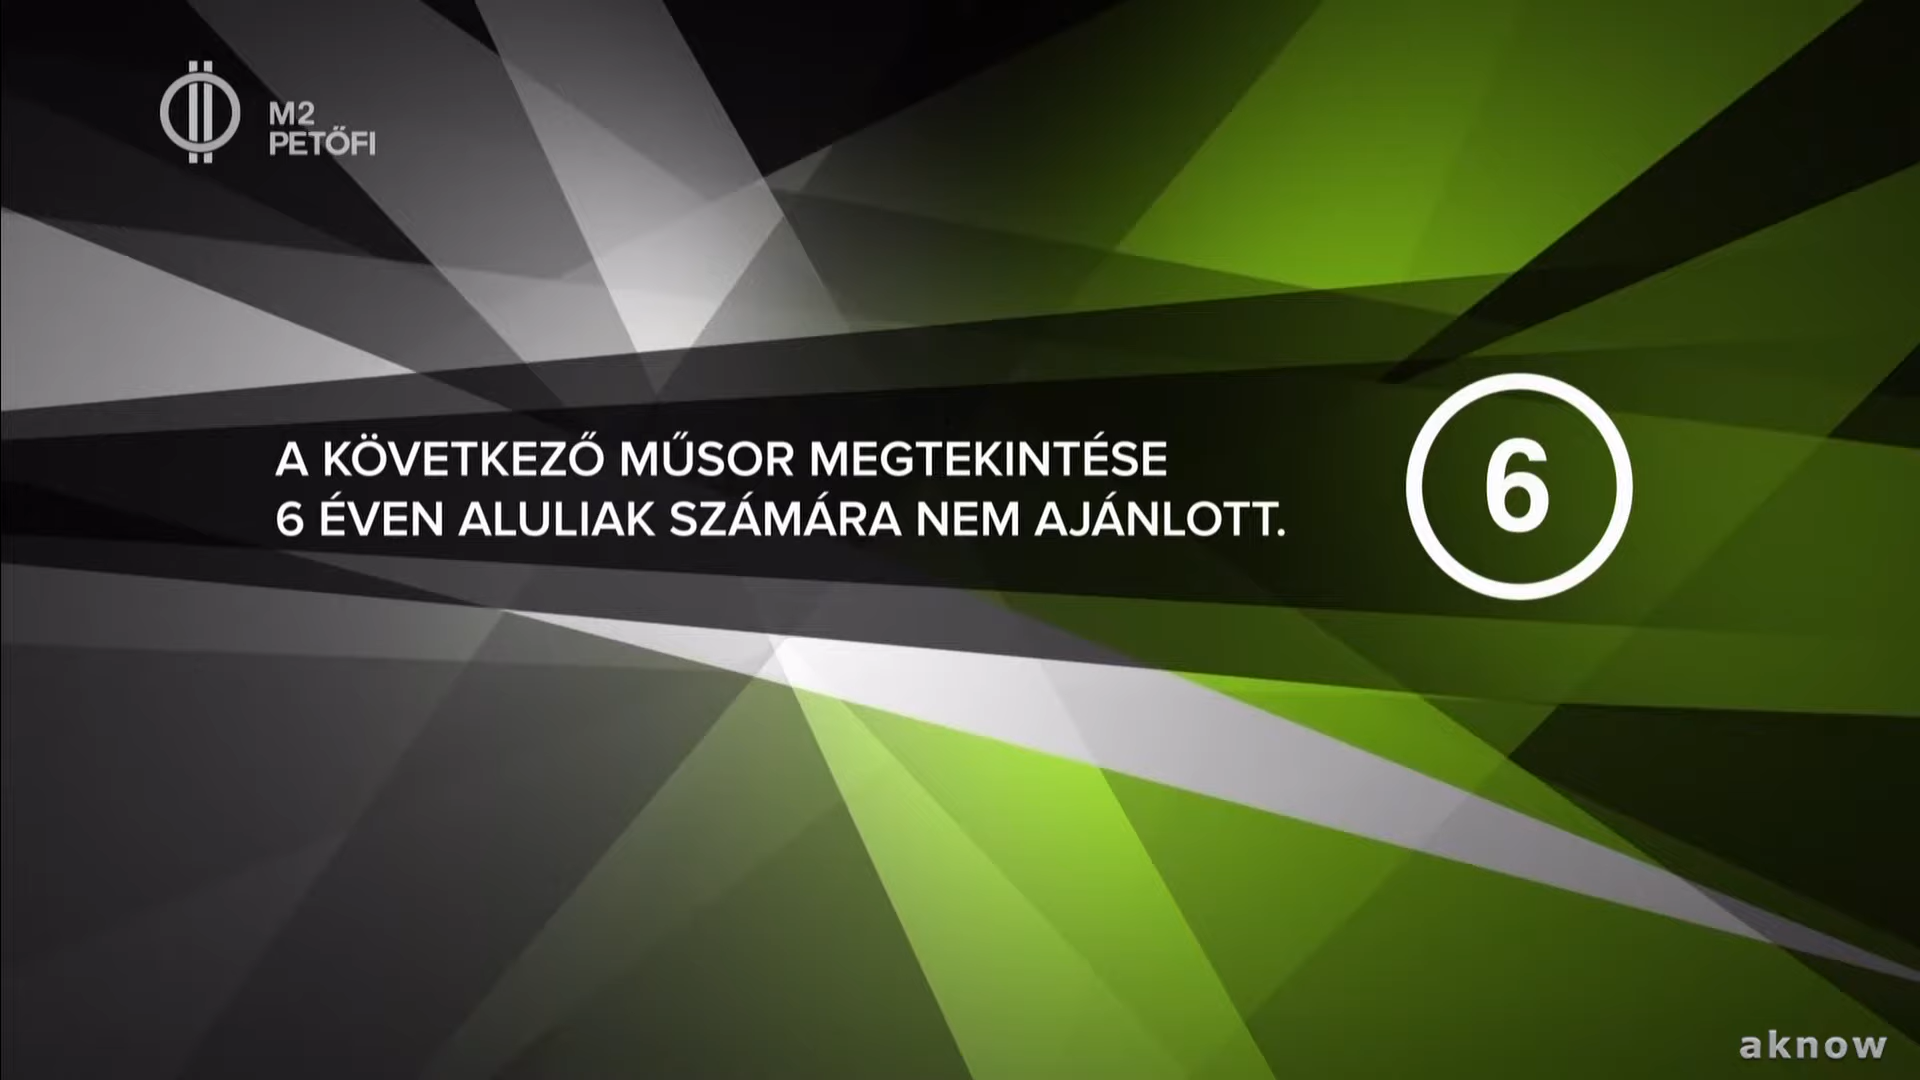 M2
PETŐFI
A KÖVETKEZŐ MŰSOR MEGTEKINTÉSE
6 ÉVEN ALULIAK SZÁMÁRA NEM AJÁNLOTT.
6
aknow